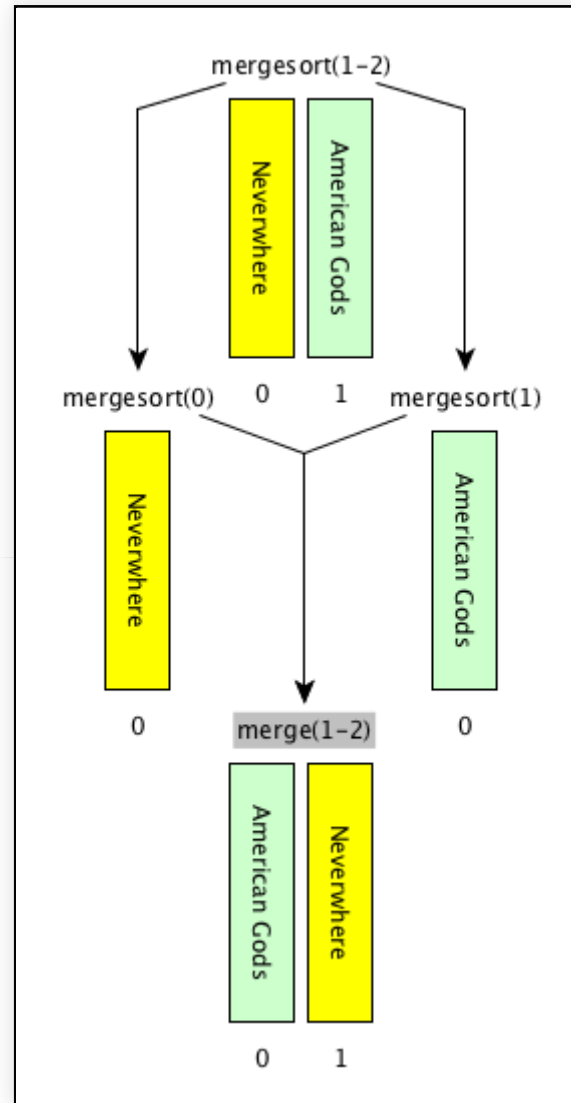 mergesort(1-2)
Neverwhere
American Gods
0 1
mergesort(0)
mergesort(1)
Neverwhere
American Gods
0
0
merge(1-2)
American Gods
Neverwhere
0 1